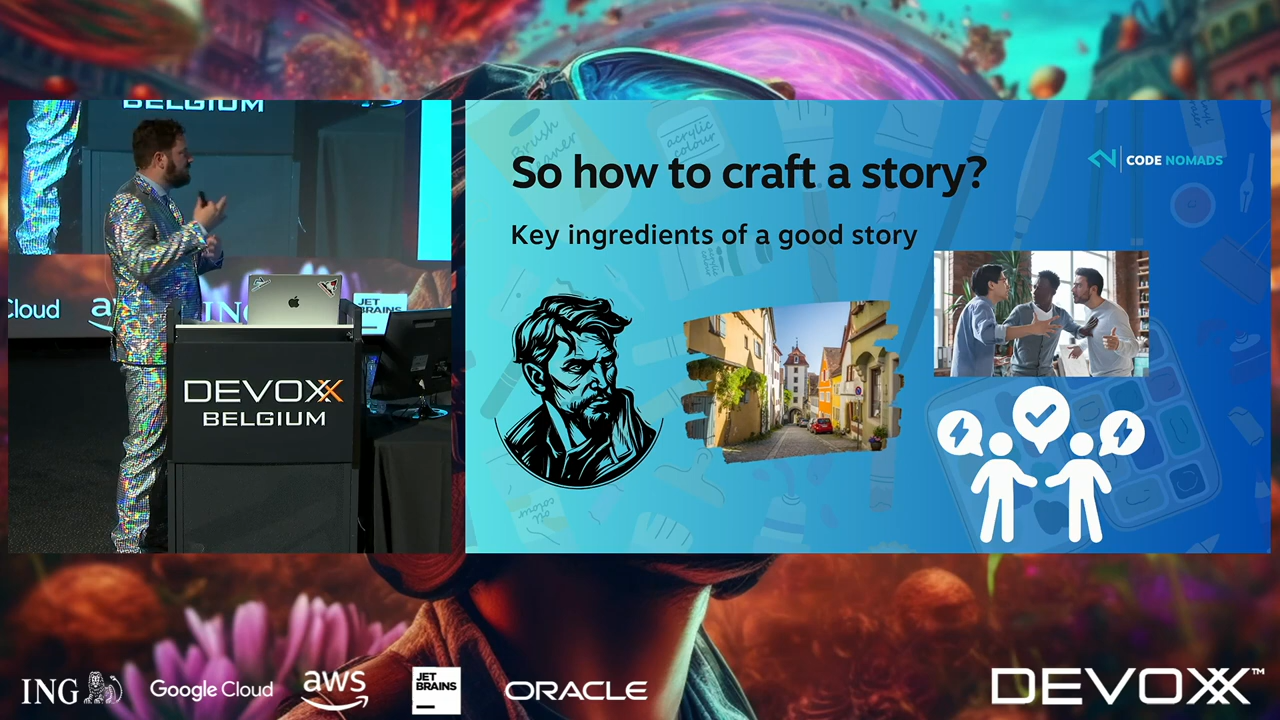 BELGIUM
Cloud
JET
BRAINS
DEVOXX
BELGIUM
So how to craft a story?
CODE NOMADS
Key ingredients of a good story
acrylic
colour
ING
Google Cloud
aws
JET
BRAINS
ORACLE
DEVOXX™